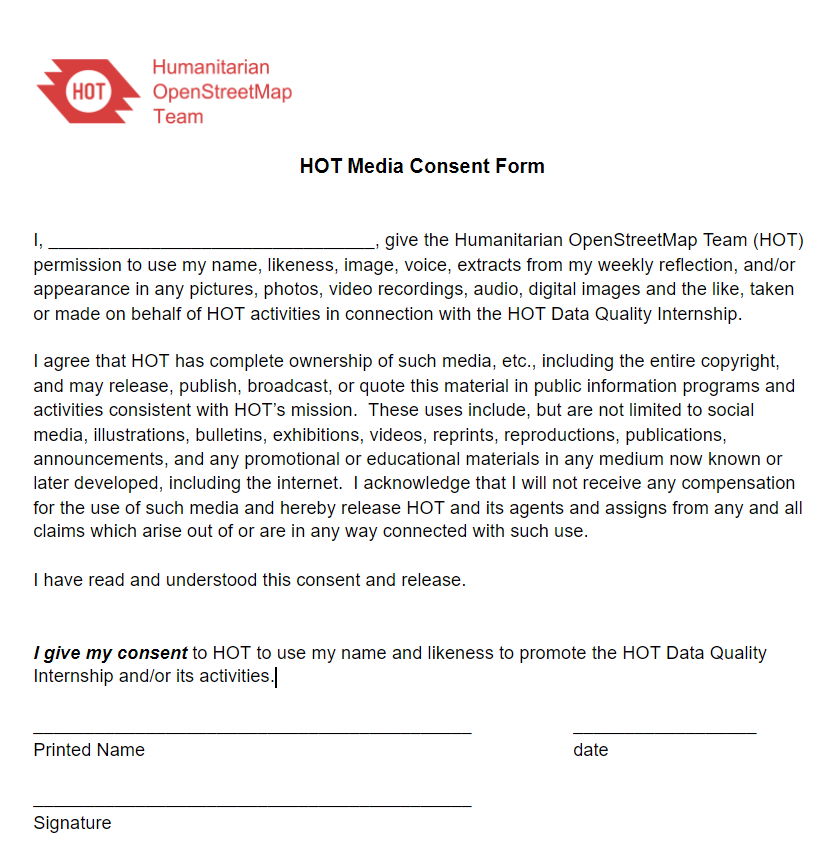 HOT
Humanitarian
OpenStreetMap
Team
HOT Media Consent Form
I, ________________________________, give the Humanitarian OpenStreetMap Team (HOT)
permission to use my name, likeness, image, voice, extracts from my weekly reflection, and/or
appearance in any pictures, photos, video recordings, audio, digital images and the like, taken
or made on behalf of HOT activities in connection with the HOT Data Quality Internship.
I agree that HOT has complete ownership of such media, etc., including the entire copyright,
and may release, publish, broadcast, or quote this material in public information programs and
activities consistent with HOT's mission.  These uses include, but are not limited to social
media, illustrations, bulletins, exhibitions, videos, reprints, reproductions, publications,
announcements, and any promotional or educational materials in any medium now known or
later developed, including the internet.  I acknowledge that I will not receive any compensation
for the use of such media and hereby release HOT and its agents and assigns from any and all
claims which arise out of or are in any way connected with such use.
I have read and understood this consent and release.
I give my consent to HOT to use my name and likeness to promote the HOT Data Quality
Internship and/or its activities.
___________________________________________ __________________
Printed Name date
___________________________________________
Signature